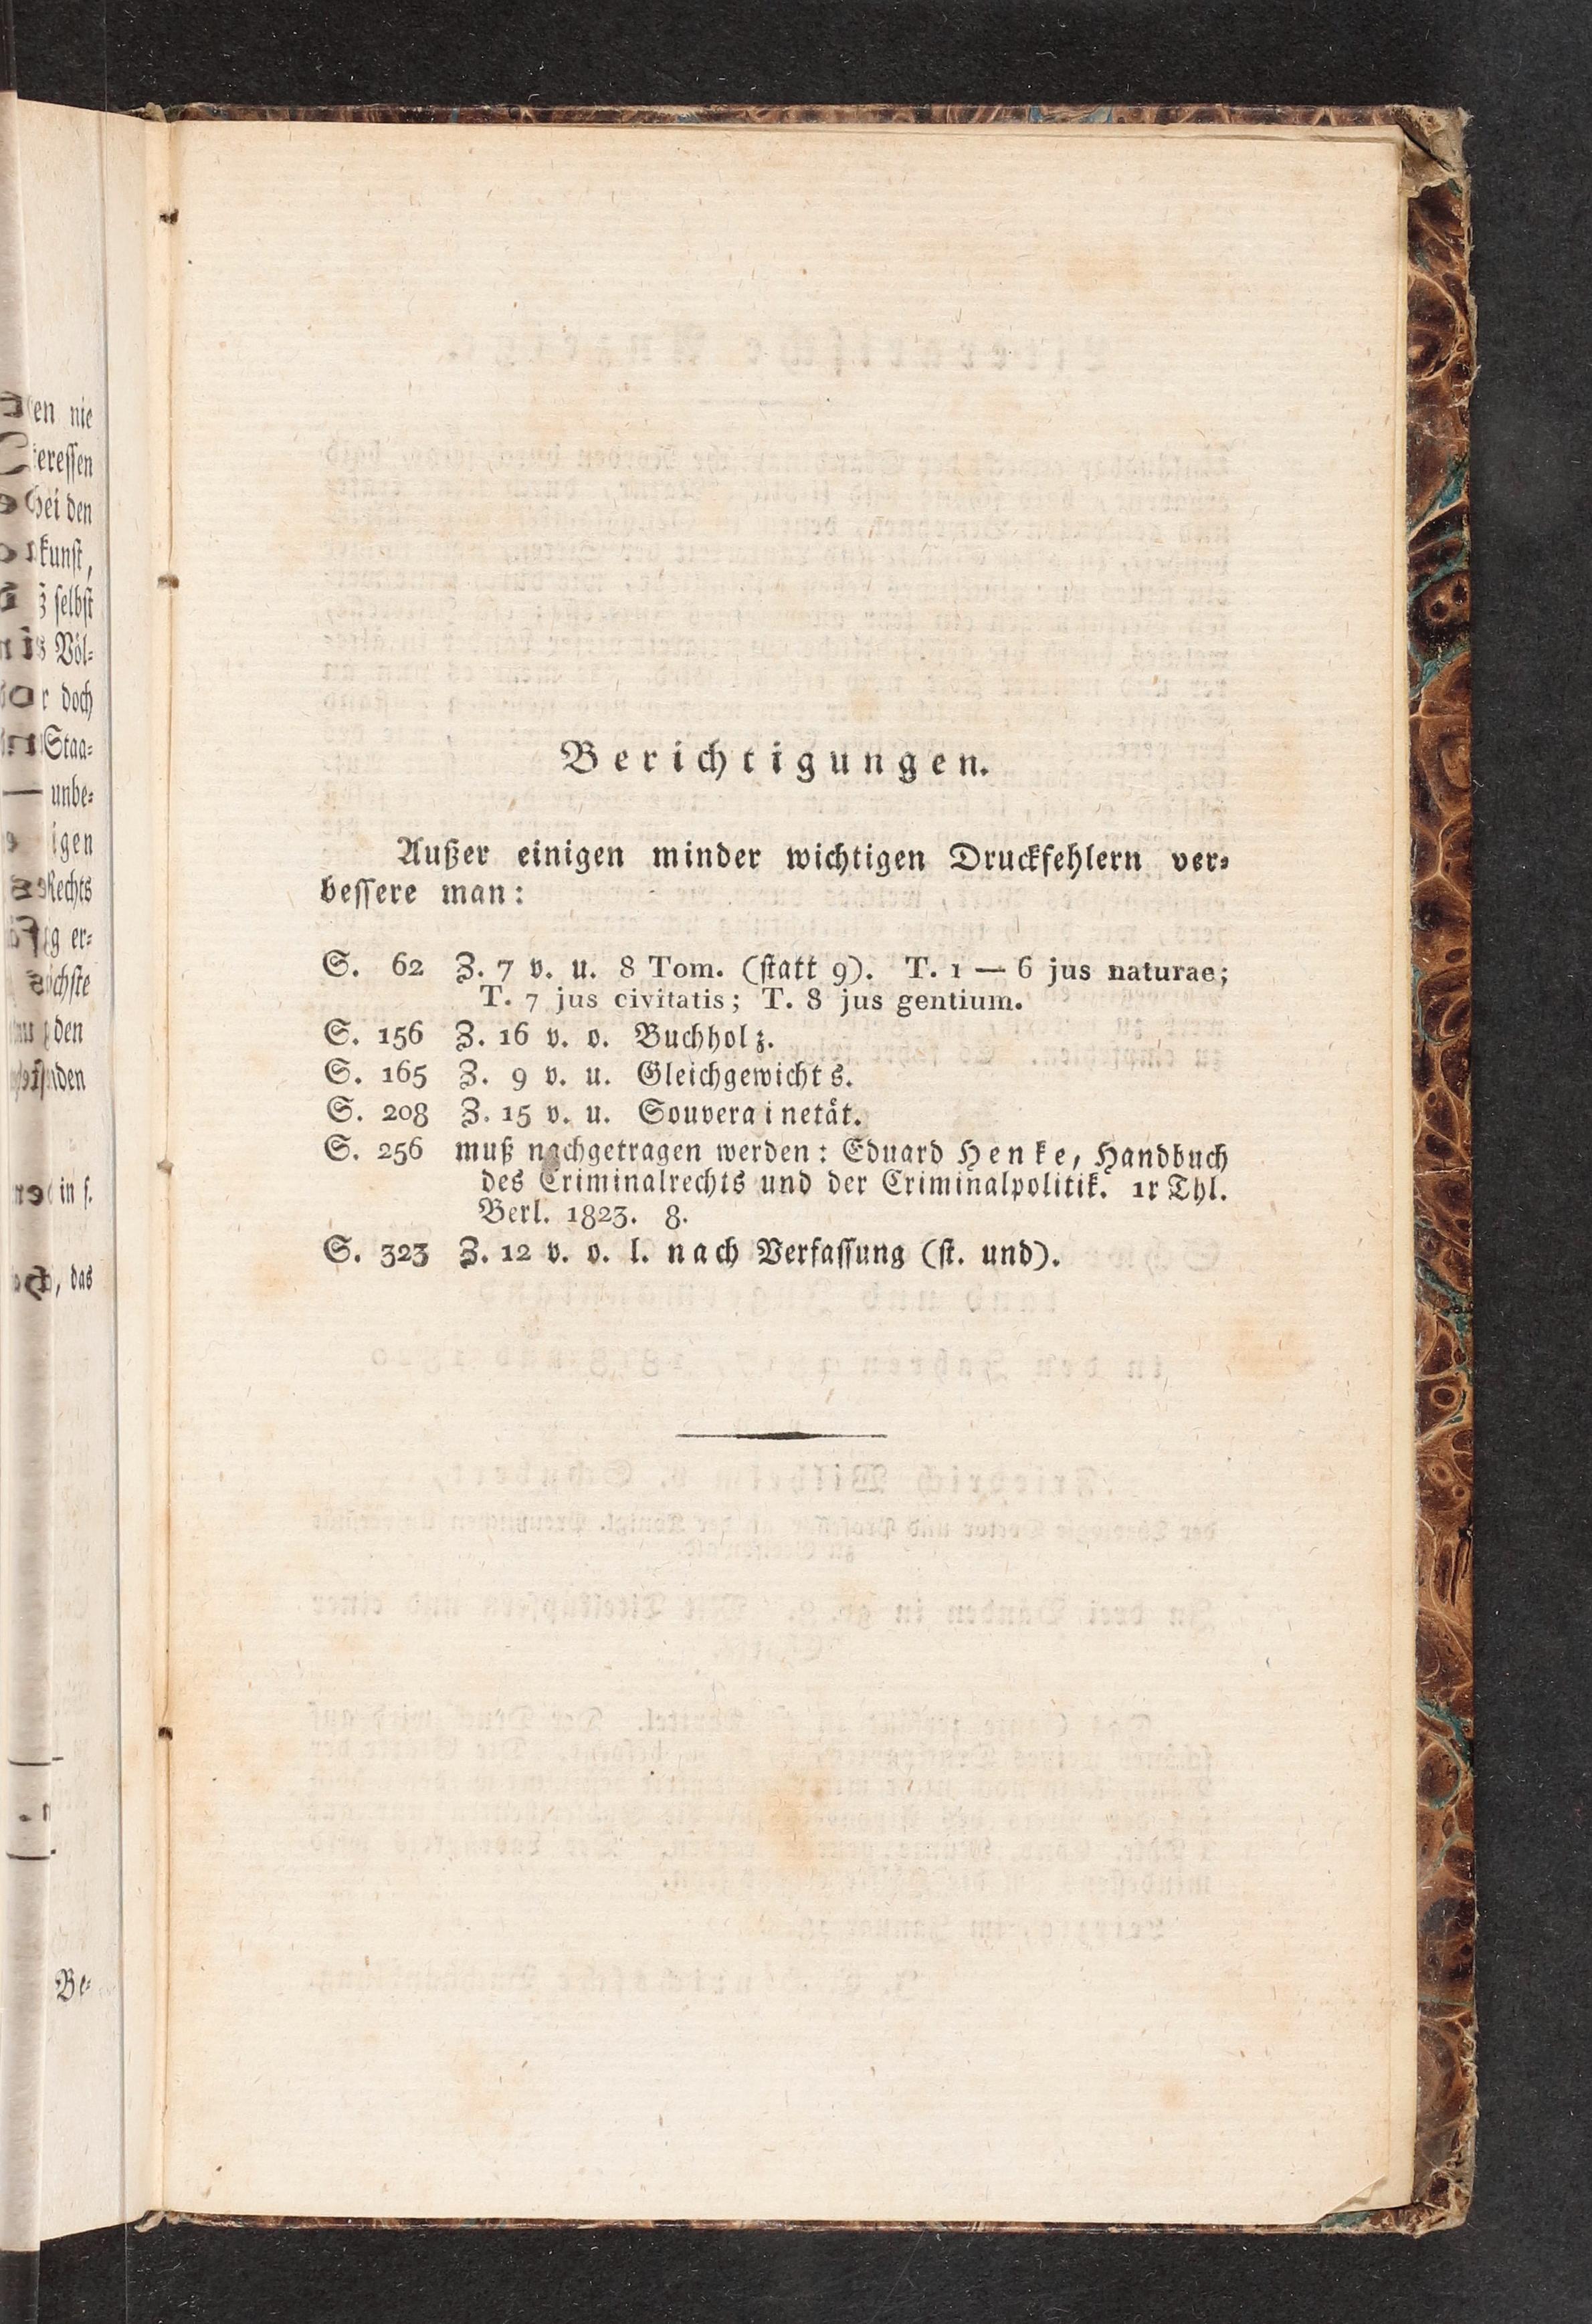 Berichtigungen.
Außer einigen minder wichtigen Druckfehlern ver-
bessere man:
S. 62 Z. 7 v. u. 8 Tom. (statt 9). T. 1 — 6 jus naturae;
T. 7 jus civitatis; T. 8 jus gentium.
S. 156 Z. 16 v. o. Buchholz.
S. 165 Z. 9 v. u. Gleichgewichts.
S. 208 Z. 15 v. u. Souverainetät.
S. 256 muß nachgetragen werden: Eduard Henke, Handbuch
des Criminalrechts und der Criminalpolitik. 1r Thl.
Berl. 1823. 8.
S. 323 Z. 12 v. o. l. nach Verfassung (st. und).